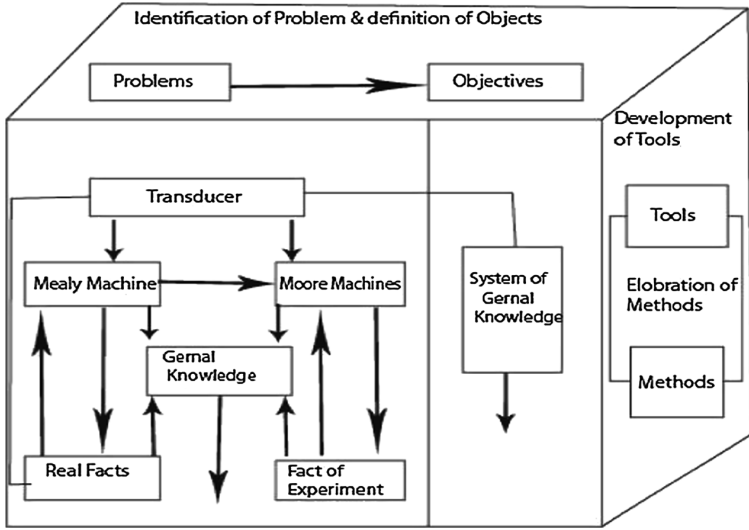 Identification of Problem & definition of Objects
Problems
Objectives
Development
of Tools
Transducer
Tools
Mealy Machine
Moore Machines
System of
Gernal
Knowledge
Elobration of
Methods
Gernal
Knowledge
Methods
Real Facts
Fact of
Experiment